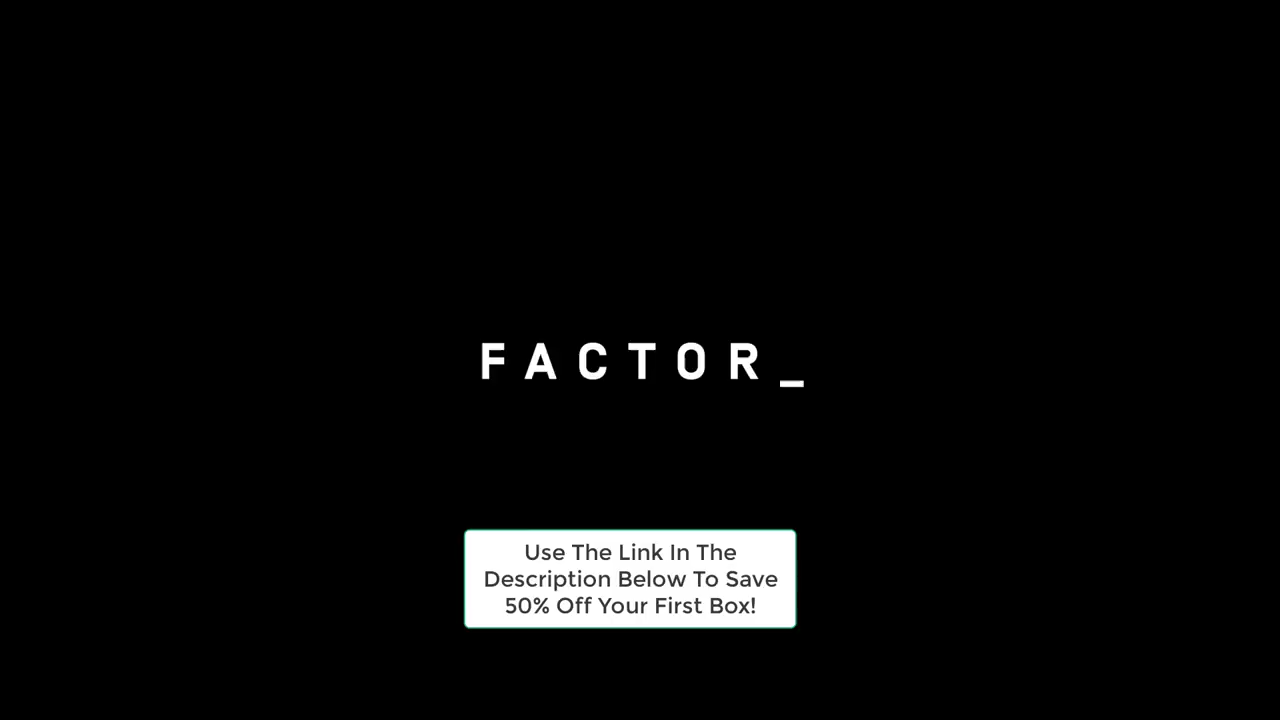 FACTOR_
Use The Link In The
Description Below To Save
50% Off Your First Box!